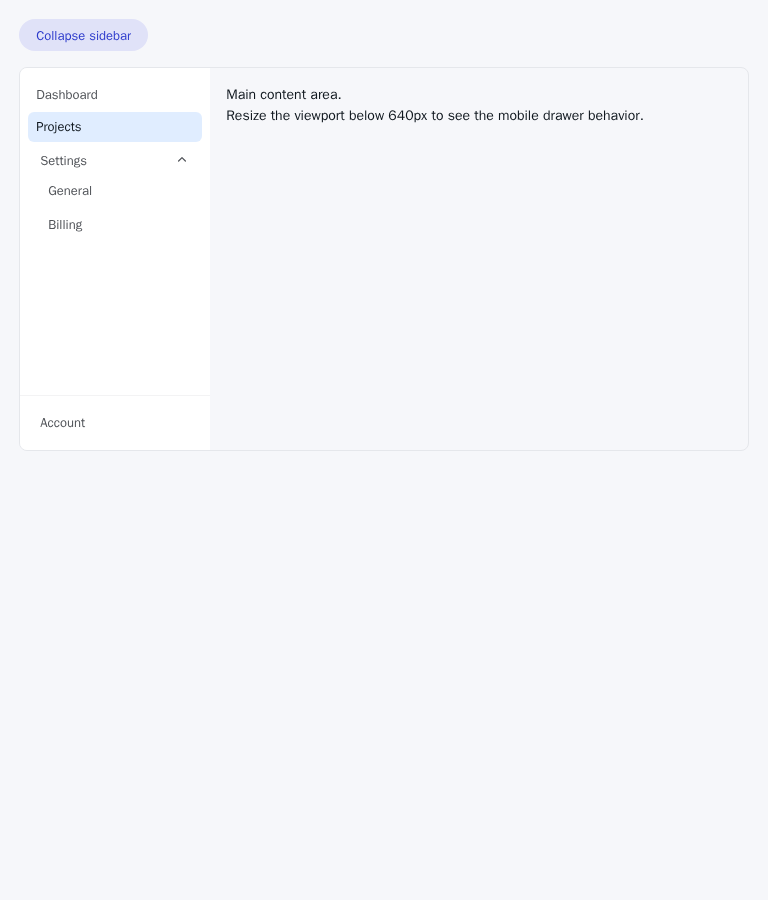 Collapse sidebar
Dashboard
Projects
Settings
General
Billing
Account
Main content area.
Resize the viewport below 640px to see the mobile drawer behavior.